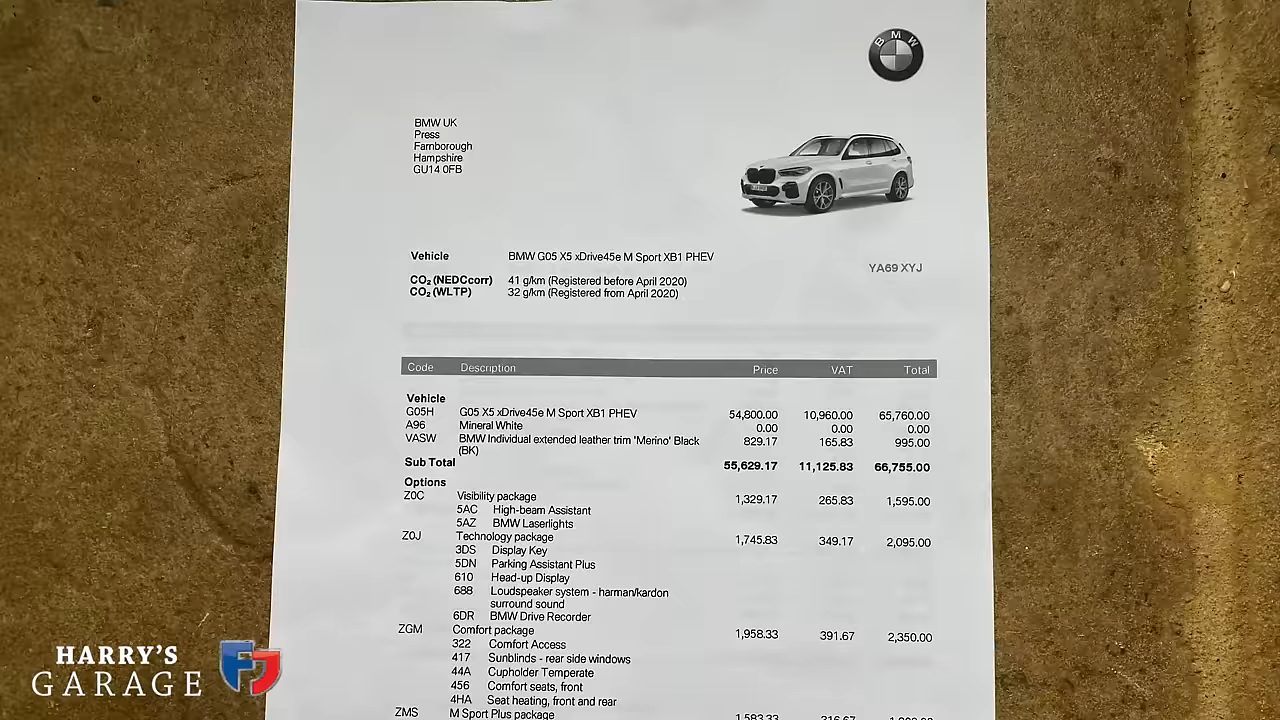 BMW
BMW UK
Press
Farnborough
Hampshire
GU14 0FB
Vehicle BMW G05 X5 xDrive45e M Sport XB1 PHEV
YA69 XYJ
CO₂ (NEDCcorr) 41 g/km (Registered before April 2020)
CO₂ (WLTP) 32 g/km (Registered from April 2020)
Code Description Price VAT Total
Vehicle
G05H G05 X5 xDrive45e M Sport XB1 PHEV 54,800.00 10,960.00 65,760.00
A96 Mineral White 0.00 0.00 0.00
VASW BMW Individual extended leather trim 'Merino' Black 829.17 165.83 995.00
(BK)
Sub Total 55,629.17 11,125.83 66,755.00
Options
Z0C Visibility package 1,329.17 265.83 1,595.00
5AC High-beam Assistant
5AZ BMW Laserlights
Z0J Technology package 1,745.83 349.17 2,095.00
3DS Display Key
5DN Parking Assistant Plus
610 Head-up Display
688 Loudspeaker system - harman/kardon
surround sound
6DR BMW Drive Recorder
ZGM Comfort package 1,958.33 391.67 2,350.00
322 Comfort Access
417 Sunblinds - rear side windows
44A Cupholder Temperate
456 Comfort seats, front
4HA Seat heating, front and rear
ZMS M Sport Plus package 1,583.33 316.67
HARRY'S
GARAGE